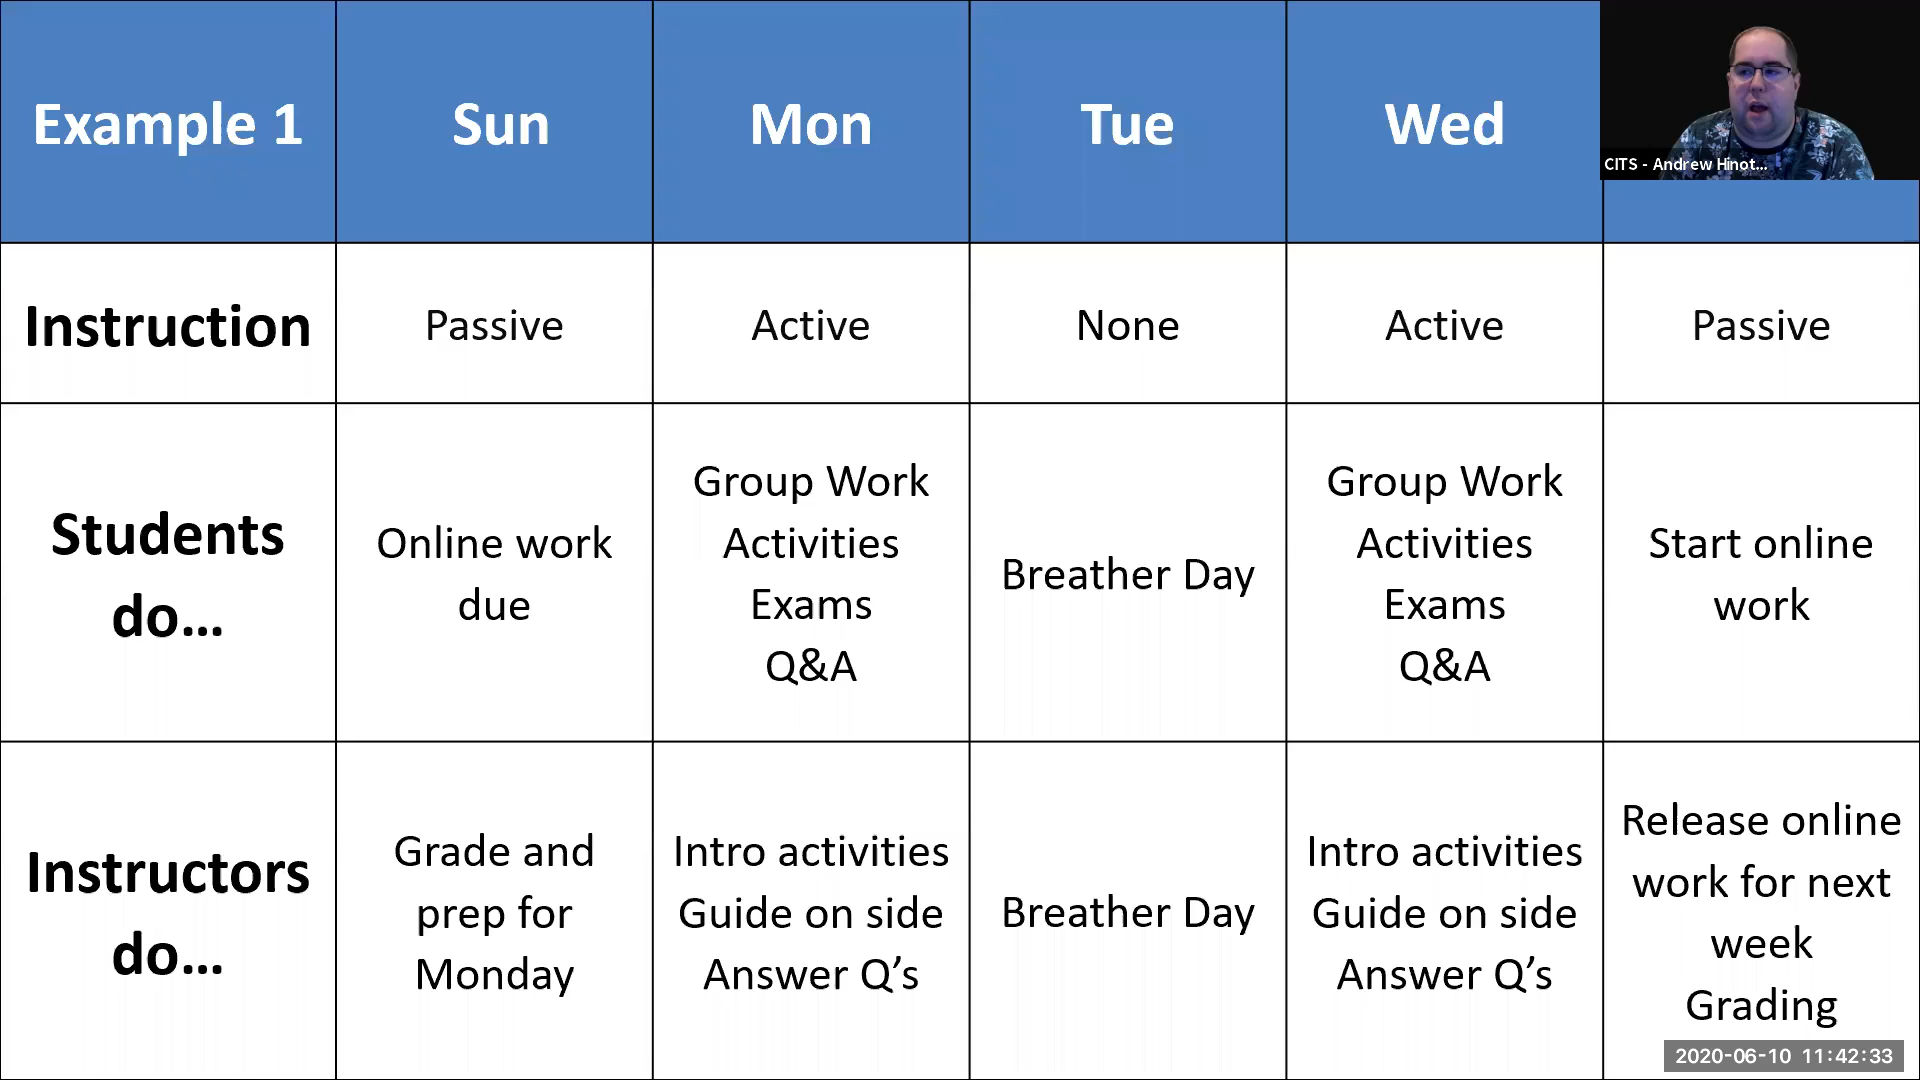 Example 1
Sun
Mon
Tue
Wed
CITS - Andrew Hinot...
Instruction
Passive
Active
None
Active
Passive
Students
do...
Online work
due
Group Work
Activities
Exams
Q&A
Breather Day
Group Work
Activities
Exams
Q&A
Start online
work
Instructors
do...
Grade and
prep for
Monday
Intro activities
Guide on side
Answer Q’s
Breather Day
Intro activities
Guide on side
Answer Q’s
Release online
work for next
week
Grading
2020-06-10 11:42:33